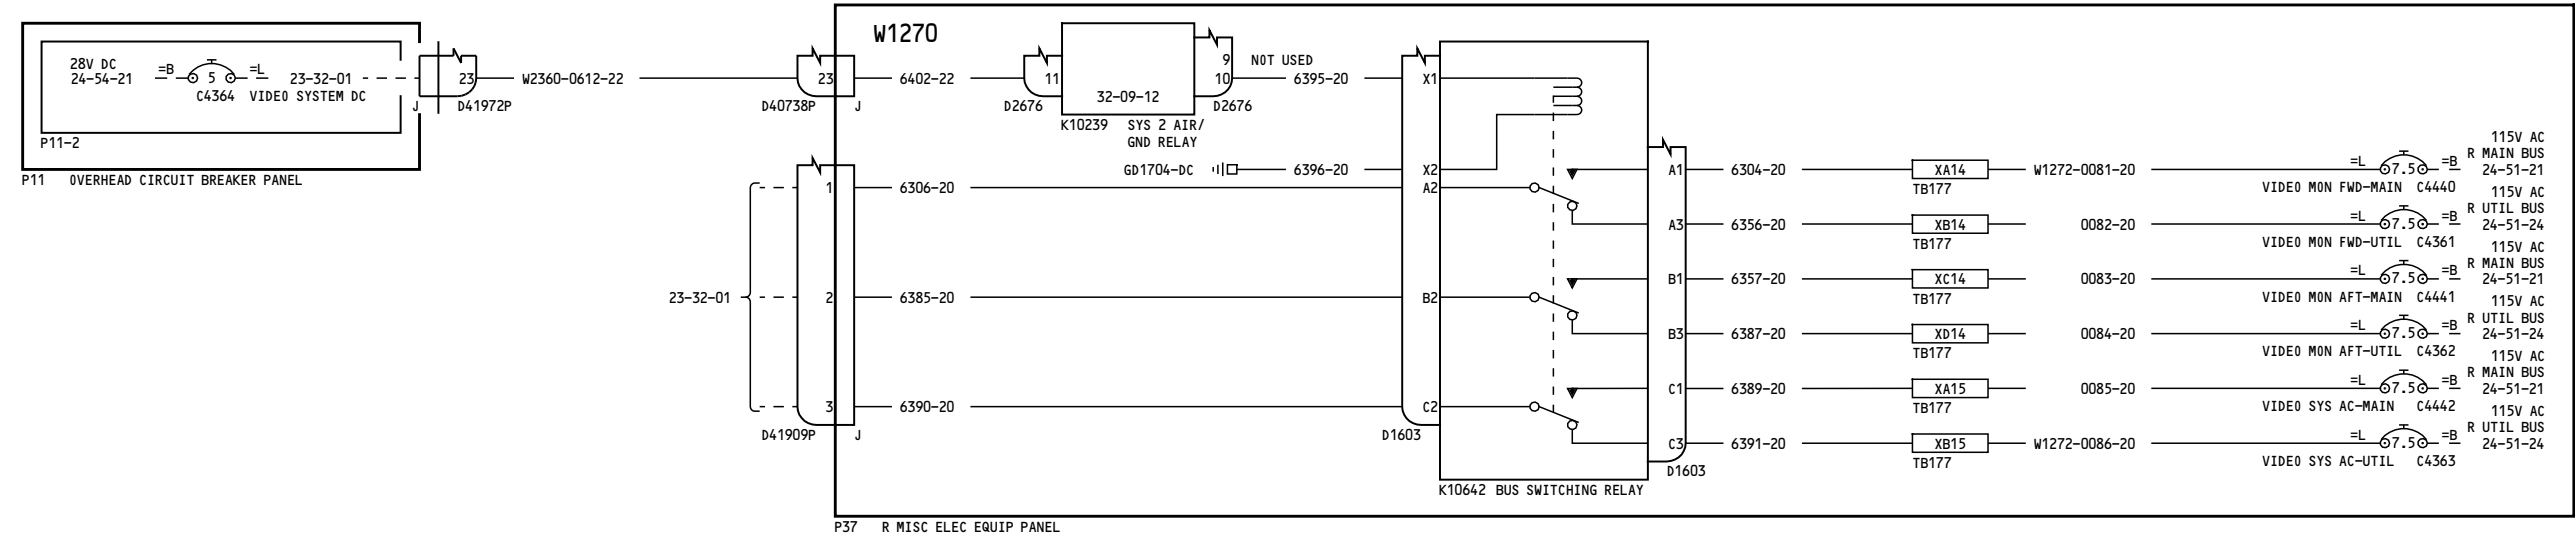 W1270
28V DC
24-54-21
=B
5
=L
C4364 VIDEO SYSTEM DC
23-32-01
J
23
D41972P
W2360-0612-22
P11-2
P11 OVERHEAD CIRCUIT BREAKER PANEL
23
D40738P
J
6402-22
11
D2676
32-09-12
K10239 SYS 2 AIR/
GND RELAY
9
10
D2676
NOT USED
6395-20
GD1704-DC
6396-20
23-32-01
1
6306-20
2
6385-20
3
6390-20
D41909P
J
X1
X2
A2
B2
C2
D1603
K10642 BUS SWITCHING RELAY
A1
A3
B1
B3
C1
C3
D1603
6304-20
XA14
TB177
W1272-0081-20
=L
7.5
=B
115V AC
R MAIN BUS
24-51-21
VIDEO MON FWD-MAIN C4440
6356-20
XB14
TB177
0082-20
=L
7.5
=B
115V AC
R UTIL BUS
24-51-24
VIDEO MON FWD-UTIL C4361
6357-20
XC14
TB177
0083-20
=L
7.5
=B
115V AC
R MAIN BUS
24-51-21
VIDEO MON AFT-MAIN C4441
6387-20
XD14
TB177
0084-20
=L
7.5
=B
115V AC
R UTIL BUS
24-51-24
VIDEO MON AFT-UTIL C4362
6389-20
XA15
TB177
0085-20
=L
7.5
=B
115V AC
R MAIN BUS
24-51-21
VIDEO SYS AC-MAIN C4442
6391-20
XB15
TB177
W1272-0086-20
=L
7.5
=B
115V AC
R UTIL BUS
24-51-24
VIDEO SYS AC-UTIL C4363
P37 R MISC ELEC EQUIP PANEL